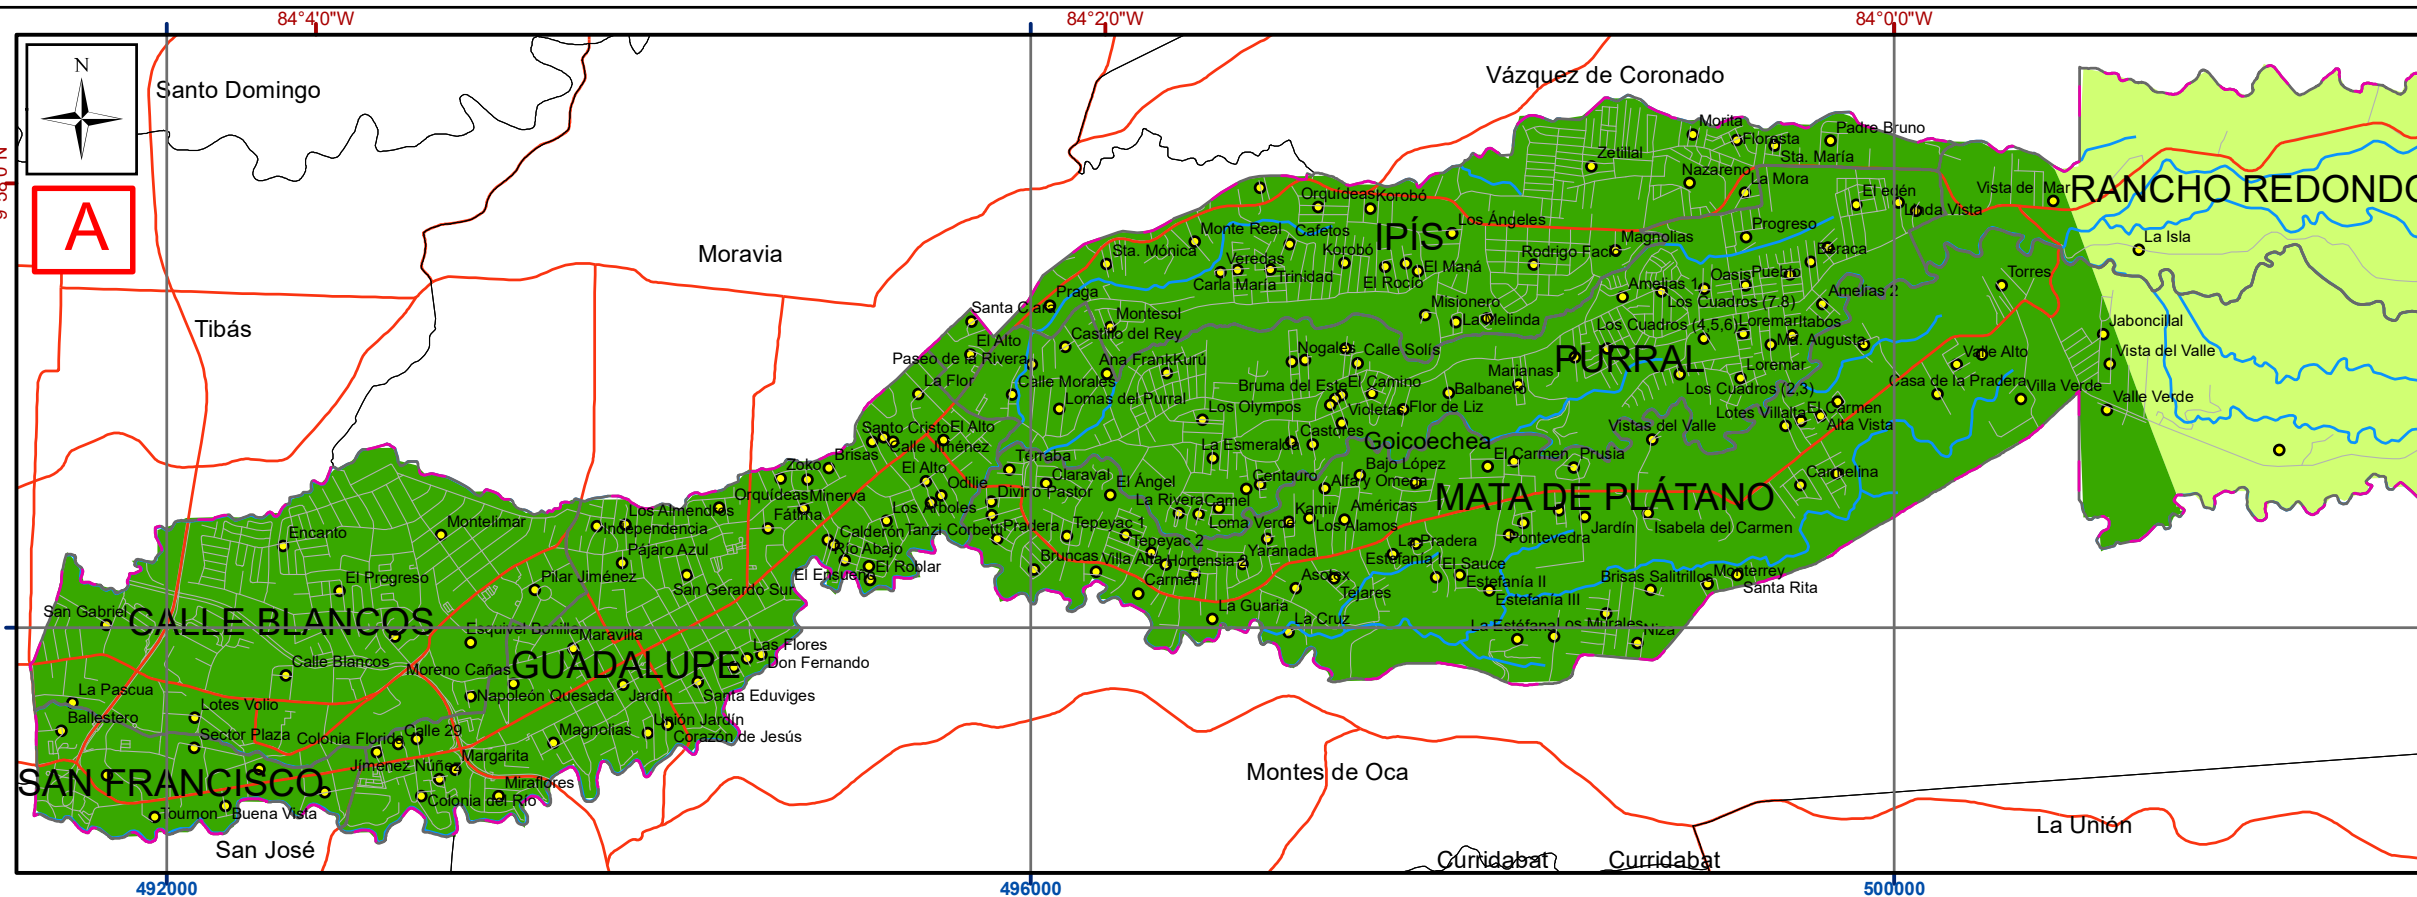 84°4'0"W
84°2'0"W
84°0'0"W
N
A
Santo Domingo
Vázquez de Coronado
Moravia
Tibás
Montes de Oca
San José
Curridabat
Curridabat
La Unión
Goicoechea
RANCHO REDONDO
IPÍS
PURRAL
MATA DE PLÁTANO
CALLE BLANCOS
GUADALUPE
SAN FRANCISCO
Morita
Floresta
Padre Bruno
Sta. María
Zetillal
Nazareno
La Mora
El edén
Linda Vista
Vista de Mar
La Isla
Orquídeas
Korobó
Los Ángeles
Monte Real
Cafetos
Korobó
Sta. Mónica
Veredas
Trinidad
Carla María
El Rocío
El Maná
Rodrigo Facio
Magnolias
Progreso
Beraca
Oasis
Pueblo
Torres
Amelias 1
Amelias 2
Los Cuadros (7.8)
Praga
Santa Clara
Montesol
Castillo del Rey
Misionero
La Melinda
Los Cuadros (4,5,6)
Loremar
Itabos
Ma. Augusta
Jaboncillal
El Alto
Paseo de la Rivera
Ana Frank
Kurú
Nogales
Calle Solís
Valle Alto
Vista del Valle
La Flor
Calle Morales
Bruma del Este
El Camino
Marianas
Balbanero
Loremar
Los Cuadros (2,3)
Casa de la Pradera
Villa Verde
Valle Verde
Lomas del Purral
Los Olympos
Violetas
Flor de Liz
Lotes Villalta
El Carmen
Alta Vista
Vistas del Valle
Santo Cristo
El Alto
Calle Jiménez
Castores
La Esmeralda
Brisas
Zoko
Térraba
El Alto
Claraval
Centauro
Bajo López
El Carmen
Prusia
Carmelina
Odilie
Divino Pastor
El Ángel
Alfa y Omega
Orquídeas
Minerva
La Rivera
Camel
Kamir
Américas
Fátima
Los Árboles
Tanzi Corbetti
Pradera
Tepeyac 1
Loma Verde
Los Álamos
Jardín
Isabela del Carmen
Los Almendros
Independencia
Montelimar
Encanto
Calderón
Río Abajo
Tepeyac 2
Yaranada
La Pradera
Pontevedra
Pájaro Azul
El Roblar
El Ensueño
Bruncas
Villa Alta
Hortensia 2
Estefanía I
El Sauce
El Progreso
Pilar Jiménez
San Gerardo Sur
Carmen
Asotex
Tejares
Estefanía II
Estefanía III
Brisas Salitrillos
Monterrey
Santa Rita
San Gabriel
La Guaria
La Cruz
La Estéfana
Los Murales
Niza
Esquivel Bonilla
Maravilla
Las Flores
Don Fernando
Calle Blancos
Moreno Cañas
La Pascua
Napoleón Quesada
Jardín
Santa Eduviges
Ballestero
Lotes Volio
Sector Plaza
Colonia Florida
Calle 29
Magnolias
Unión Jardín
Corazón de Jesús
Jímenez Núñez
Margarita
Miraflores
Colonia del Río
Tournon
Buena Vista
492000
496000
500000